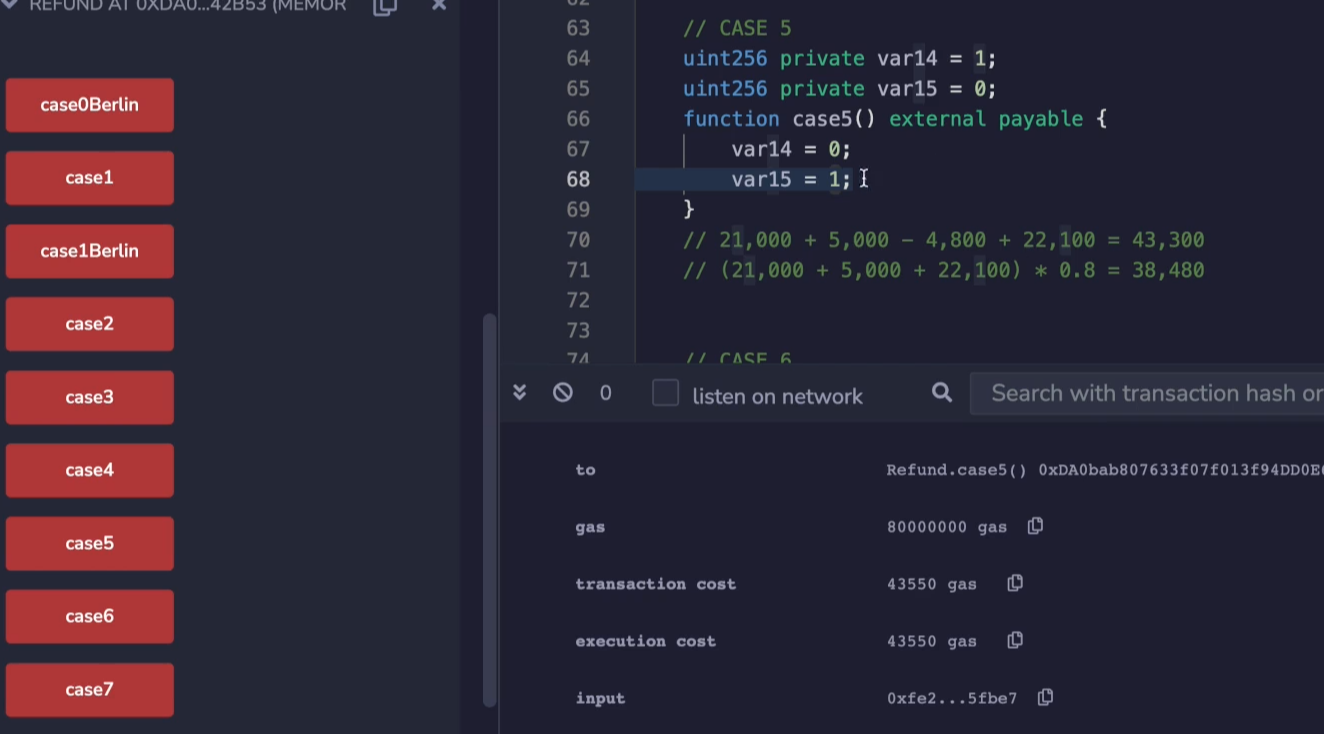 REFUND AT 0XDA0...42B53 (MEMOR
case0Berlin
case1
case1Berlin
case2
case3
case4
case5
case6
case7
62
63 // CASE 5
64 uint256 private var14 = 1;
65 uint256 private var15 = 0;
66 function case5() external payable {
67 var14 = 0;
68 var15 = 1;
69 }
70 // 21,000 + 5,000 − 4,800 + 22,100 = 43,300
71 // (21,000 + 5,000 + 22,100) * 0.8 = 38,480
72
73
74 // CASE 6
0 listen on network Search with transaction hash or
to Refund.case5() 0xDA0bab807633f07f013f94DD0E
gas 80000000 gas
transaction cost 43550 gas
execution cost 43550 gas
input 0xfe2...5fbe7